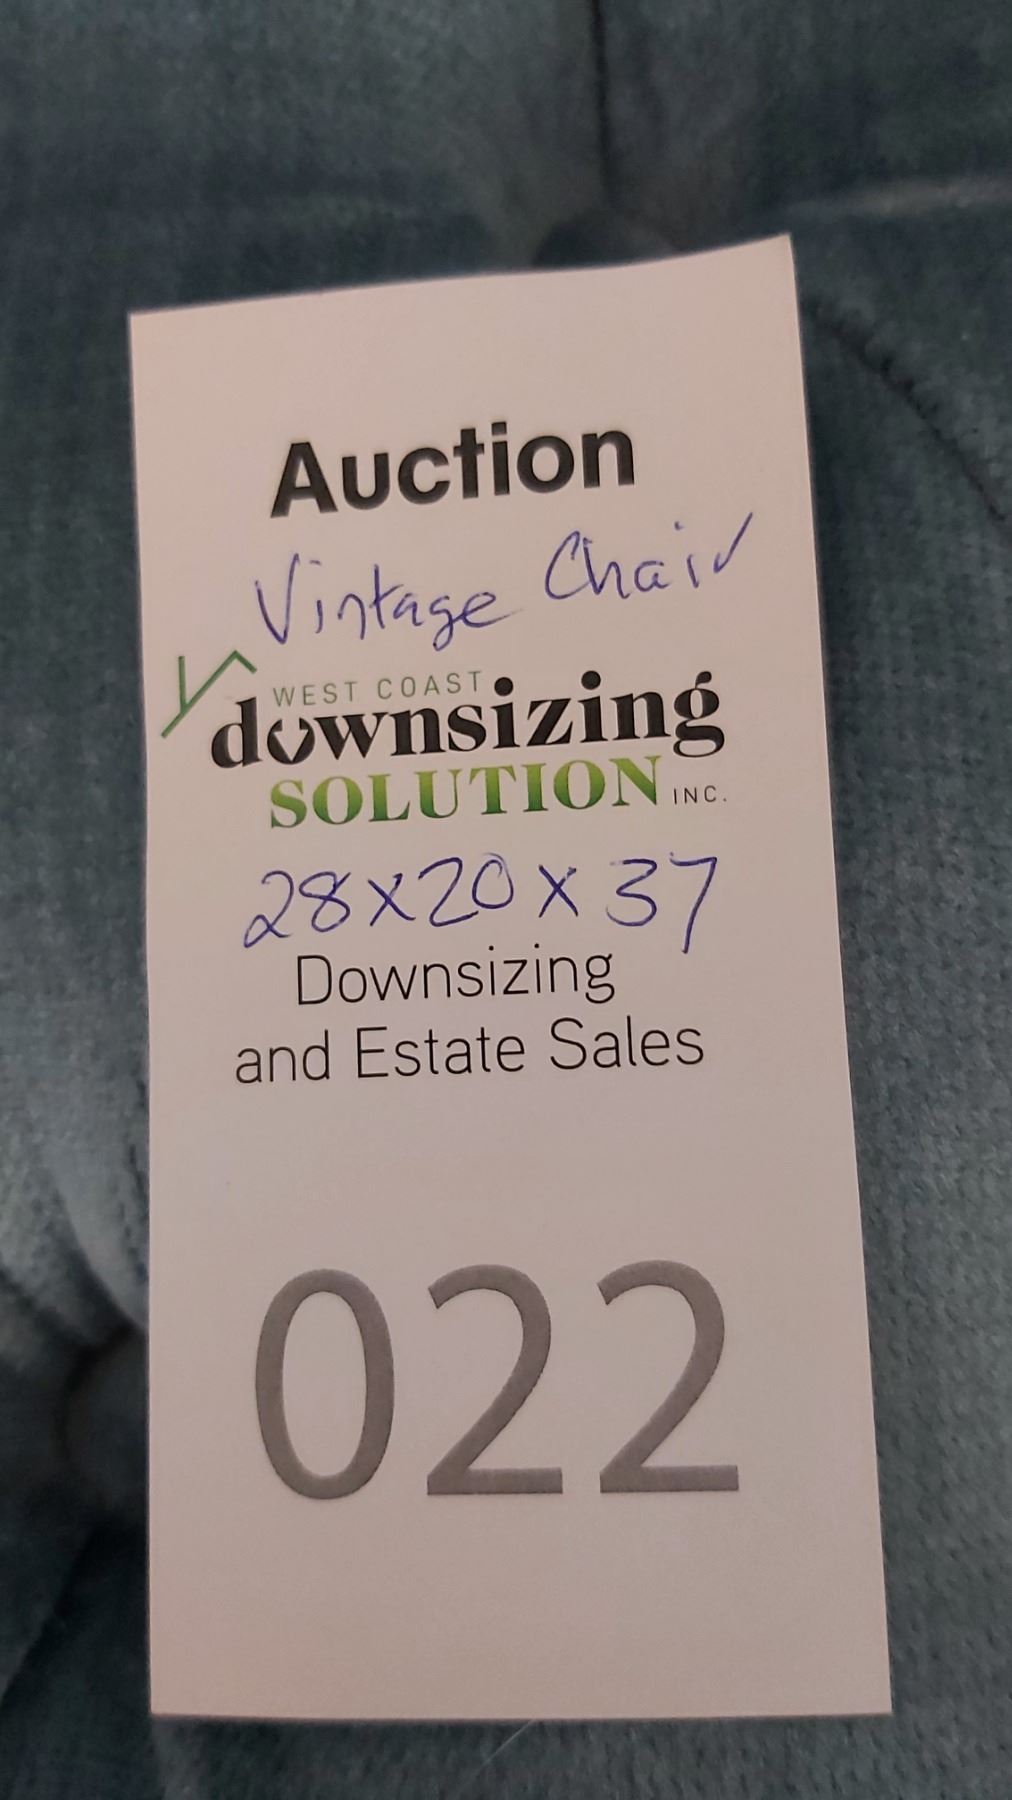 Auction
Vintage Chair
WEST COAST
downsizing
SOLUTION INC.
28x20x37
Downsizing
and Estate Sales
022